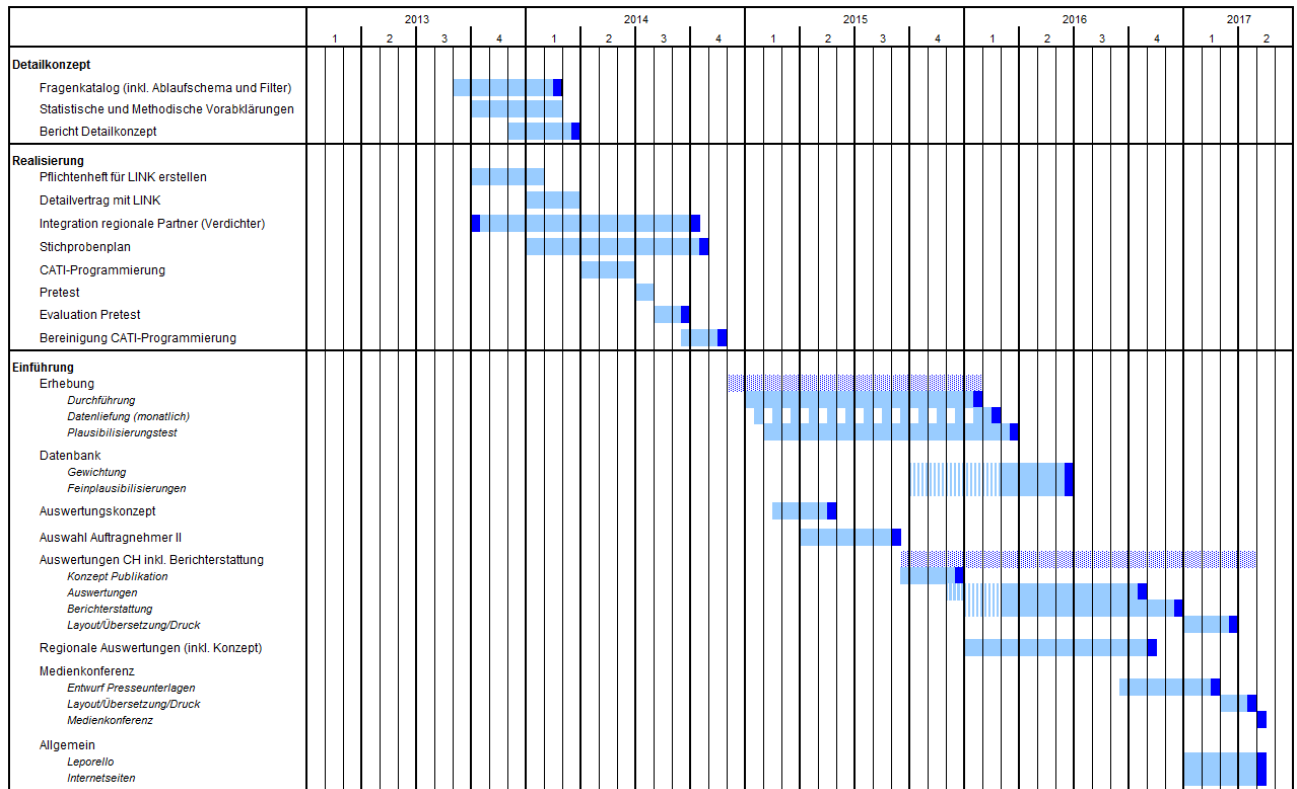 2013 2014 2015 2016 2017
1 2 3 4 1 2 3 4 1 2 3 4 1 2 3 4 1 2
Detailkonzept
Fragenkatalog (inkl. Ablaufschema und Filter)
Statistische und Methodische Vorabklärungen
Bericht Detailkonzept
Realisierung
Pflichtenheft für LINK erstellen
Detailvertrag mit LINK
Integration regionale Partner (Verdichter)
Stichprobenplan
CATI-Programmierung
Pretest
Evaluation Pretest
Bereinigung CATI-Programmierung
Einführung
Erhebung
Durchführung
Datenliefung (monatlich)
Plausibilisierungstest
Datenbank
Gewichtung
Feinplausibilisierungen
Auswertungskonzept
Auswahl Auftragnehmer II
Auswertungen CH inkl. Berichterstattung
Konzept Publikation
Auswertungen
Berichterstattung
Layout/Übersetzung/Druck
Regionale Auswertungen (inkl. Konzept)
Medienkonferenz
Entwurf Presseunterlagen
Layout/Übersetzung/Druck
Medienkonferenz
Allgemein
Leporello
Internetseiten